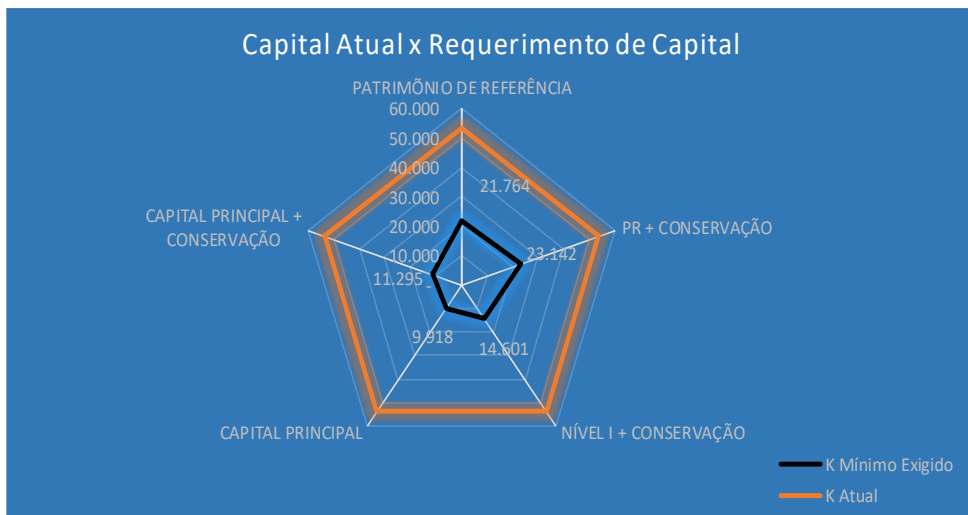 Capital Atual x Requerimento de Capital
PATRIMÕNIO DE REFERÊNCIA
60.000
50.000
40.000
30.000
20.000
10.000
-
21.764
PR + CONSERVAÇÃO
23.142
CAPITAL PRINCIPAL +
CONSERVAÇÃO
11.295
9.918
14.601
CAPITAL PRINCIPAL
NÍVEL I + CONSERVAÇÃO
K Mínimo Exigido
K Atual